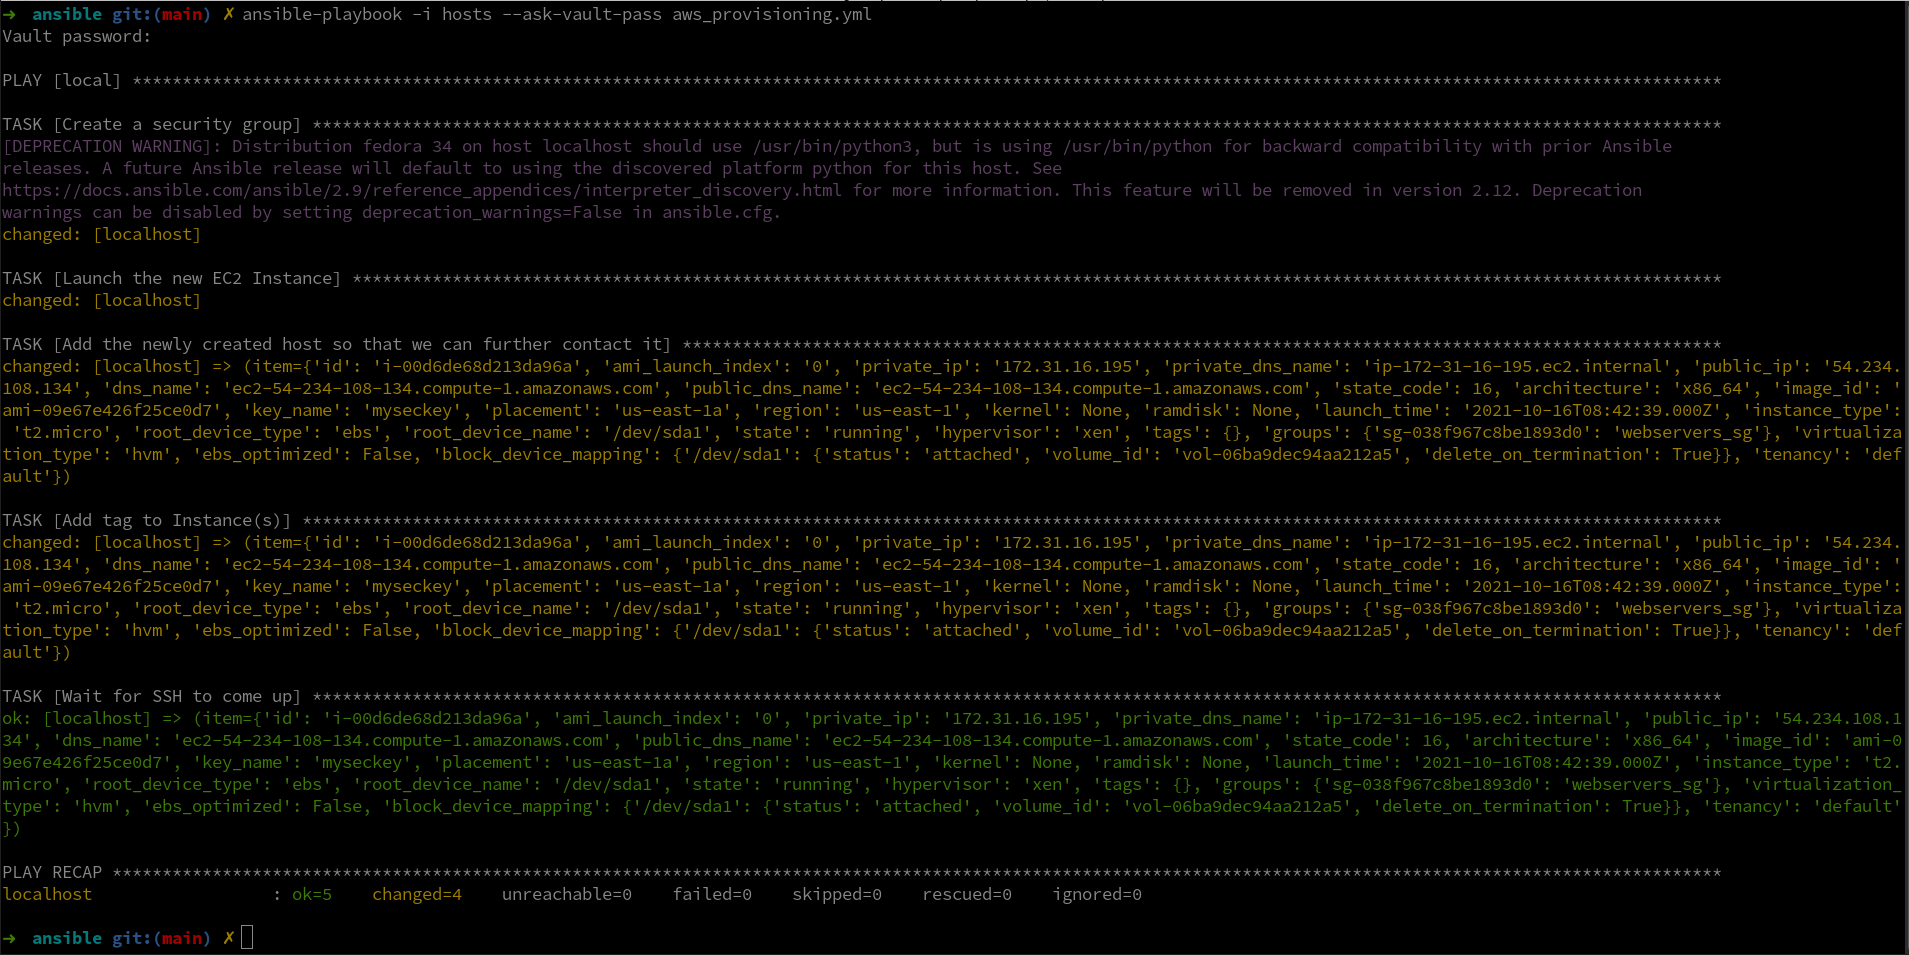 ➜  ansible git:(main) ✗ ansible-playbook -i hosts --ask-vault-pass aws_provisioning.yml
Vault password:
PLAY [local] ***************************************************************************************************************************************************************
TASK [Create a security group] *********************************************************************************************************************************************
[DEPRECATION WARNING]: Distribution fedora 34 on host localhost should use /usr/bin/python3, but is using /usr/bin/python for backward compatibility with prior Ansible
releases. A future Ansible release will default to using the discovered platform python for this host. See
https://docs.ansible.com/ansible/2.9/reference_appendices/interpreter_discovery.html for more information. This feature will be removed in version 2.12. Deprecation
warnings can be disabled by setting deprecation_warnings=False in ansible.cfg.
changed: [localhost]
TASK [Launch the new EC2 Instance] *****************************************************************************************************************************************
changed: [localhost]
TASK [Add the newly created host so that we can further contact it] ********************************************************************************************************
changed: [localhost] => (item={'id': 'i-00d6de68d213da96a', 'ami_launch_index': '0', 'private_ip': '172.31.16.195', 'private_dns_name': 'ip-172-31-16-195.ec2.internal', 'public_ip': '54.234.
108.134', 'dns_name': 'ec2-54-234-108-134.compute-1.amazonaws.com', 'public_dns_name': 'ec2-54-234-108-134.compute-1.amazonaws.com', 'state_code': 16, 'architecture': 'x86_64', 'image_id': '
ami-09e67e426f25ce0d7', 'key_name': 'myseckey', 'placement': 'us-east-1a', 'region': 'us-east-1', 'kernel': None, 'ramdisk': None, 'launch_time': '2021-10-16T08:42:39.000Z', 'instance_type':
 't2.micro', 'root_device_type': 'ebs', 'root_device_name': '/dev/sda1', 'state': 'running', 'hypervisor': 'xen', 'tags': {}, 'groups': {'sg-038f967c8be1893d0': 'webservers_sg'}, 'virtualiza
tion_type': 'hvm', 'ebs_optimized': False, 'block_device_mapping': {'/dev/sda1': {'status': 'attached', 'volume_id': 'vol-06ba9dec94aa212a5', 'delete_on_termination': True}}, 'tenancy': 'def
ault'})
TASK [Add tag to Instance(s)] **********************************************************************************************************************************************
changed: [localhost] => (item={'id': 'i-00d6de68d213da96a', 'ami_launch_index': '0', 'private_ip': '172.31.16.195', 'private_dns_name': 'ip-172-31-16-195.ec2.internal', 'public_ip': '54.234.
108.134', 'dns_name': 'ec2-54-234-108-134.compute-1.amazonaws.com', 'public_dns_name': 'ec2-54-234-108-134.compute-1.amazonaws.com', 'state_code': 16, 'architecture': 'x86_64', 'image_id': '
ami-09e67e426f25ce0d7', 'key_name': 'myseckey', 'placement': 'us-east-1a', 'region': 'us-east-1', 'kernel': None, 'ramdisk': None, 'launch_time': '2021-10-16T08:42:39.000Z', 'instance_type':
 't2.micro', 'root_device_type': 'ebs', 'root_device_name': '/dev/sda1', 'state': 'running', 'hypervisor': 'xen', 'tags': {}, 'groups': {'sg-038f967c8be1893d0': 'webservers_sg'}, 'virtualiza
tion_type': 'hvm', 'ebs_optimized': False, 'block_device_mapping': {'/dev/sda1': {'status': 'attached', 'volume_id': 'vol-06ba9dec94aa212a5', 'delete_on_termination': True}}, 'tenancy': 'def
ault'})
TASK [Wait for SSH to come up] *********************************************************************************************************************************************
ok: [localhost] => (item={'id': 'i-00d6de68d213da96a', 'ami_launch_index': '0', 'private_ip': '172.31.16.195', 'private_dns_name': 'ip-172-31-16-195.ec2.internal', 'public_ip': '54.234.108.1
34', 'dns_name': 'ec2-54-234-108-134.compute-1.amazonaws.com', 'public_dns_name': 'ec2-54-234-108-134.compute-1.amazonaws.com', 'state_code': 16, 'architecture': 'x86_64', 'image_id': 'ami-0
9e67e426f25ce0d7', 'key_name': 'myseckey', 'placement': 'us-east-1a', 'region': 'us-east-1', 'kernel': None, 'ramdisk': None, 'launch_time': '2021-10-16T08:42:39.000Z', 'instance_type': 't2.
micro', 'root_device_type': 'ebs', 'root_device_name': '/dev/sda1', 'state': 'running', 'hypervisor': 'xen', 'tags': {}, 'groups': {'sg-038f967c8be1893d0': 'webservers_sg'}, 'virtualization_
type': 'hvm', 'ebs_optimized': False, 'block_device_mapping': {'/dev/sda1': {'status': 'attached', 'volume_id': 'vol-06ba9dec94aa212a5', 'delete_on_termination': True}}, 'tenancy': 'default'
})
PLAY RECAP *****************************************************************************************************************************************************************
localhost                  : ok=5    changed=4    unreachable=0    failed=0    skipped=0    rescued=0    ignored=0
➜  ansible git:(main) ✗